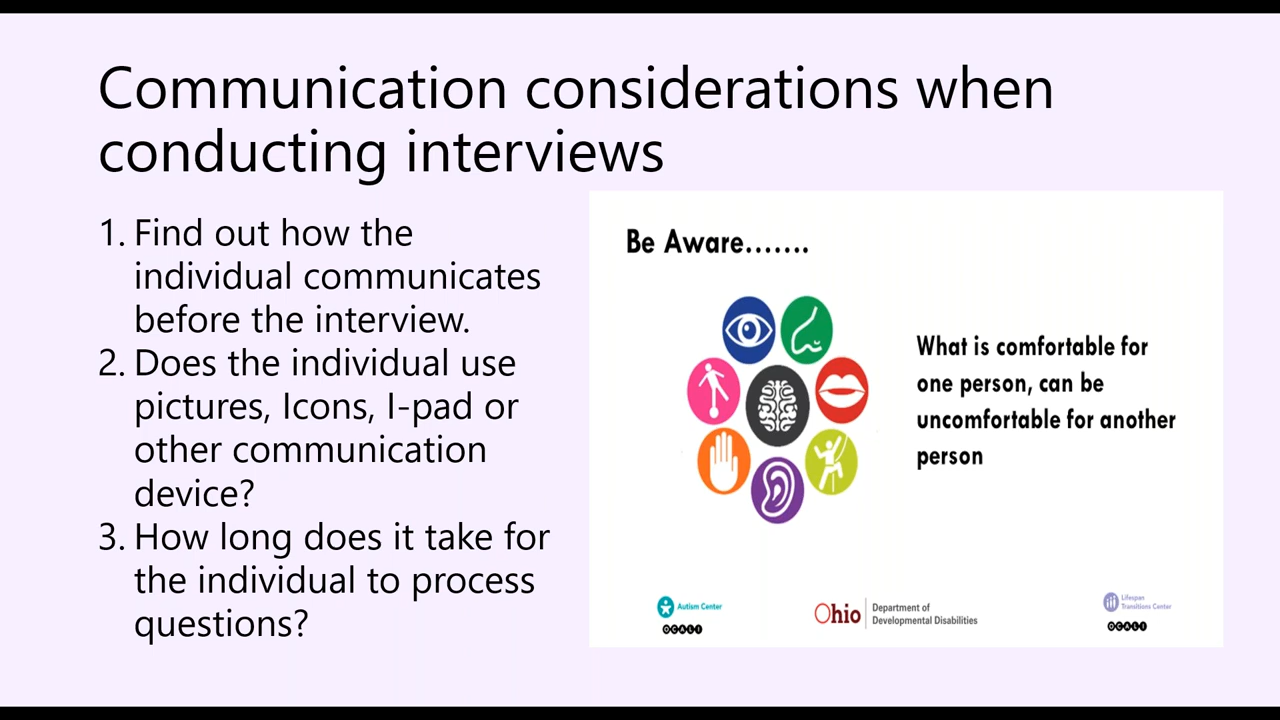 Communication considerations when
conducting interviews
1. Find out how the
individual communicates
before the interview.
2. Does the individual use
pictures, Icons, I-pad or
other communication
device?
3. How long does it take for
the individual to process
questions?
Be Aware.......
What is comfortable for
one person, can be
uncomfortable for another
person
Autism Center
OCALI
Ohio
Department of
Developmental Disabilities
Lifespan
Transitions Center
OCALI